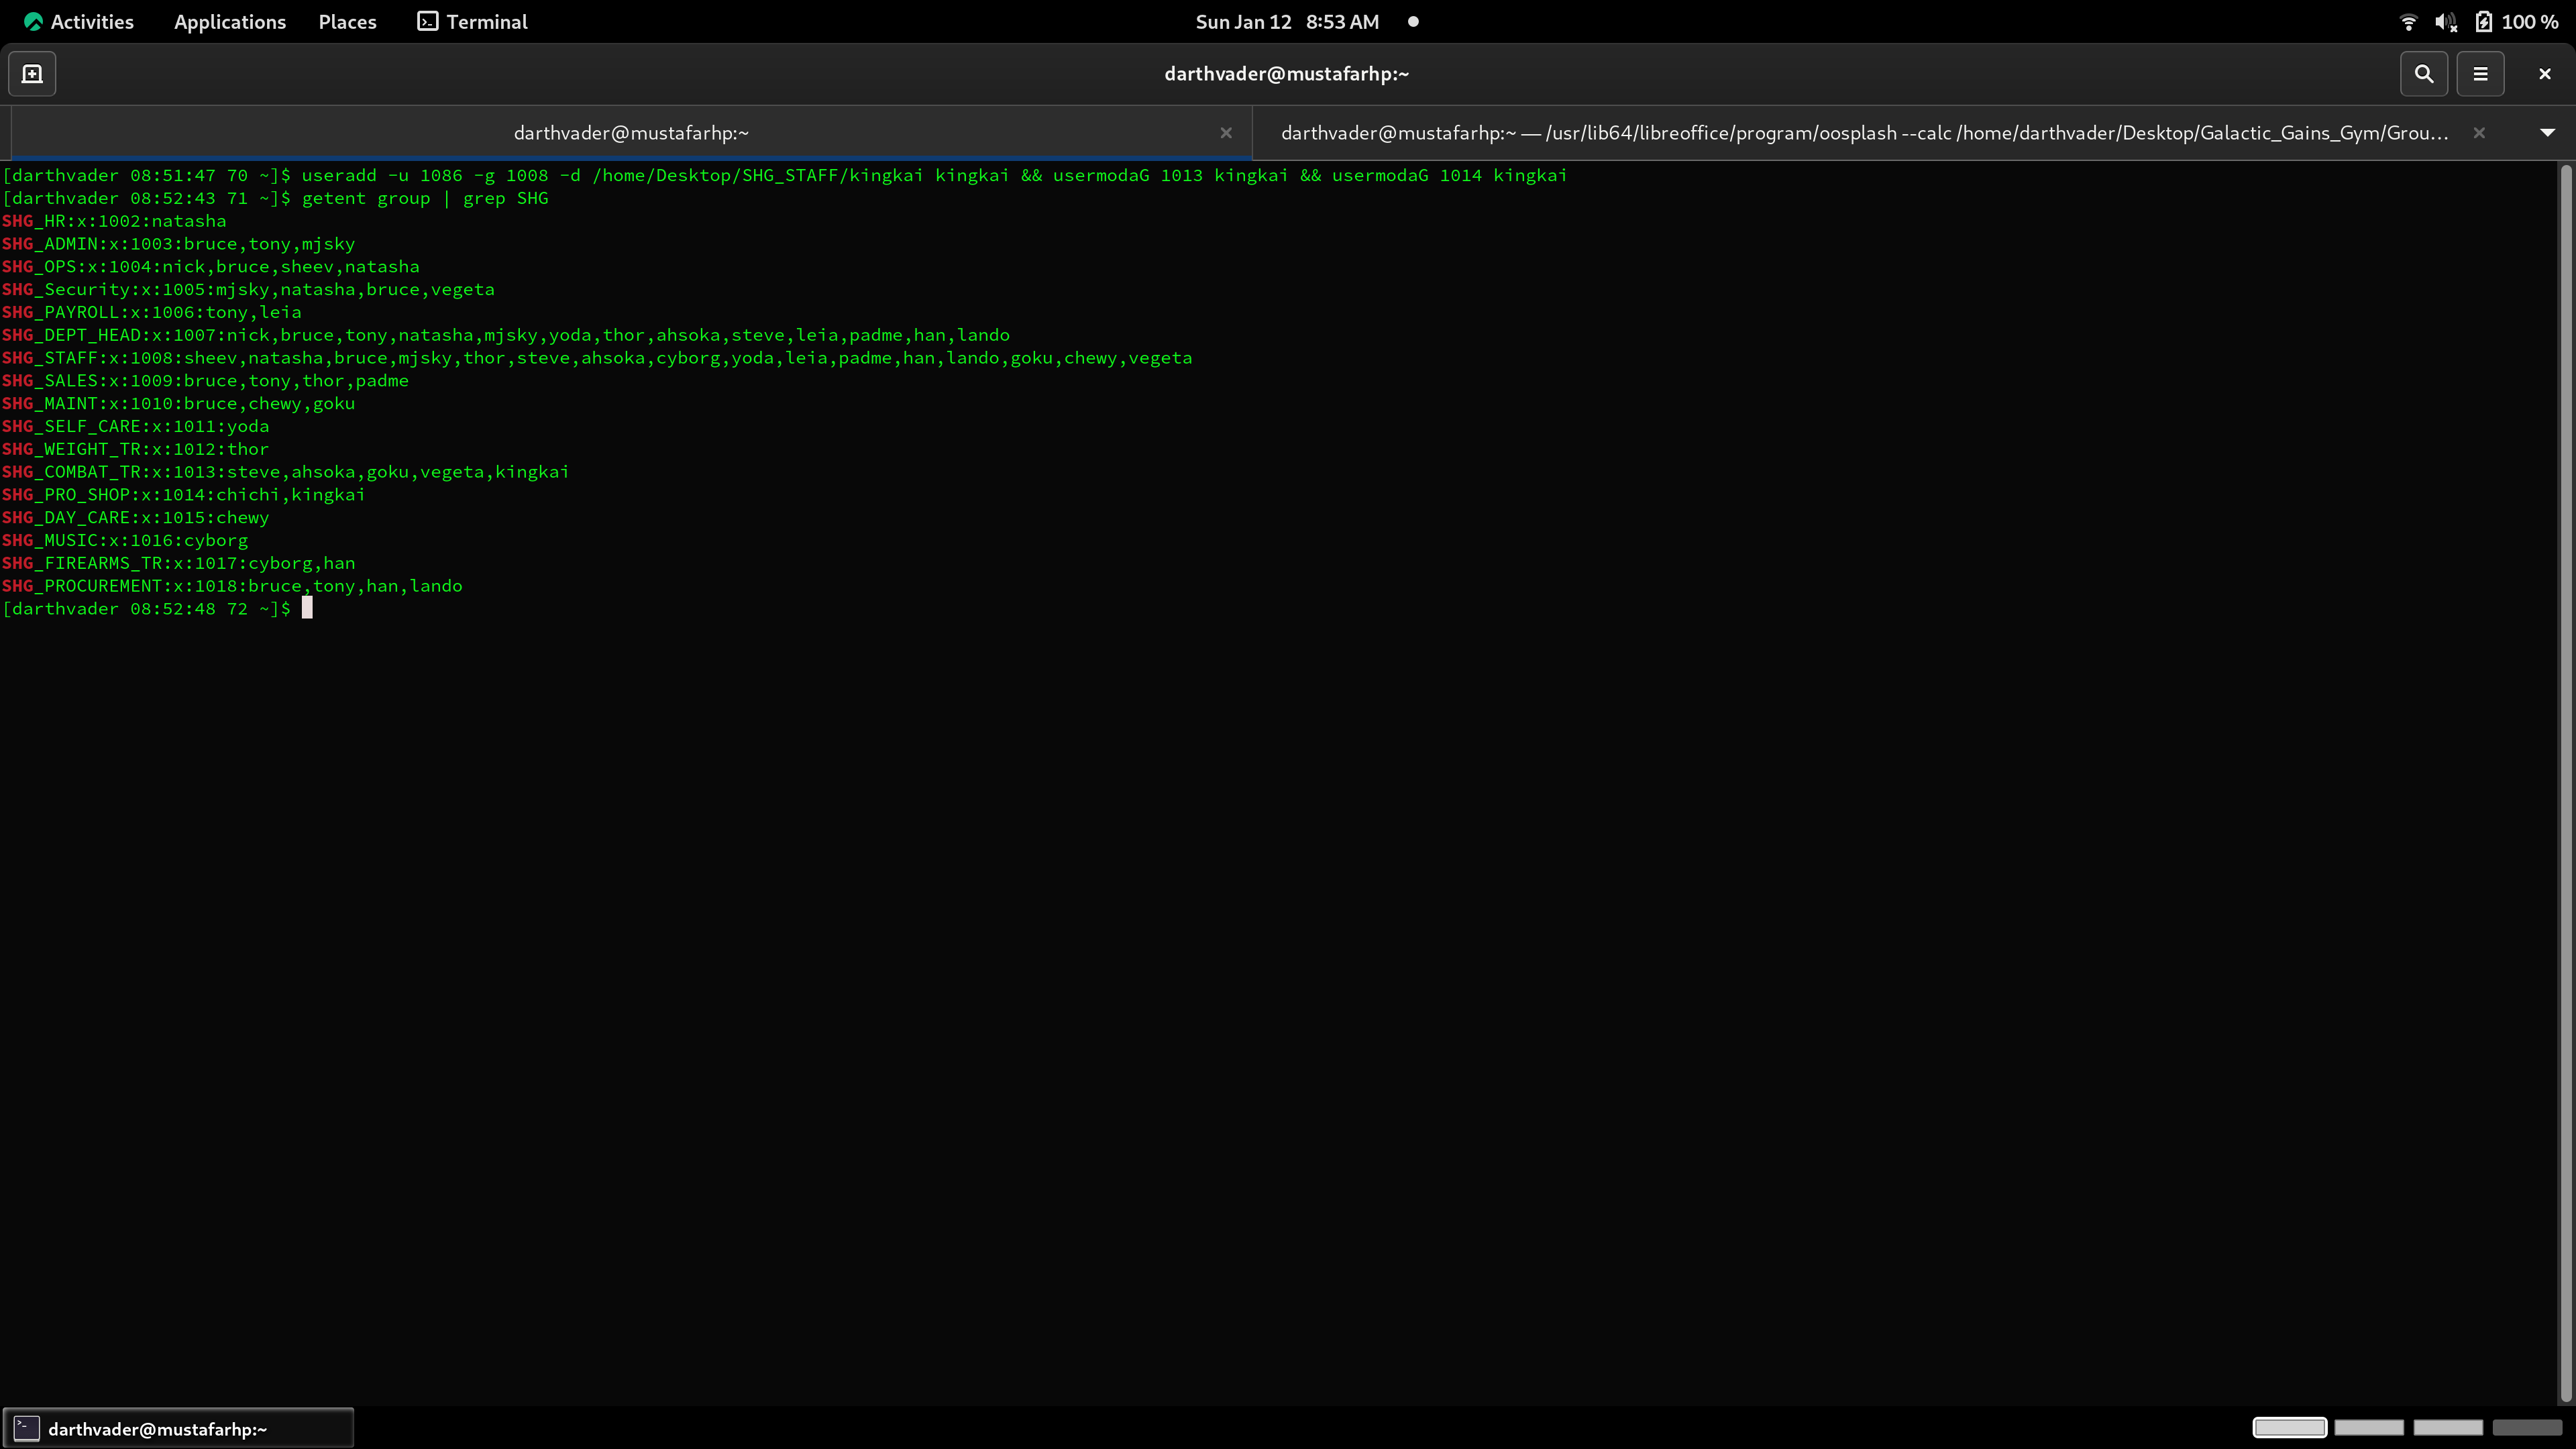 Activities Applications Places Terminal Sun Jan 12 8:53 AM 100 %
darthvader@mustafarhp:~
darthvader@mustafarhp:~ darthvader@mustafarhp:~ — /usr/lib64/libreoffice/program/oosplash --calc /home/darthvader/Desktop/Galactic_Gains_Gym/Grou…
[darthvader 08:51:47 70 ~]$ useradd -u 1086 -g 1008 -d /home/Desktop/SHG_STAFF/kingkai kingkai && usermodaG 1013 kingkai && usermodaG 1014 kingkai
[darthvader 08:52:43 71 ~]$ getent group | grep SHG
SHG_HR:x:1002:natasha
SHG_ADMIN:x:1003:bruce,tony,mjsky
SHG_OPS:x:1004:nick,bruce,sheev,natasha
SHG_Security:x:1005:mjsky,natasha,bruce,vegeta
SHG_PAYROLL:x:1006:tony,leia
SHG_DEPT_HEAD:x:1007:nick,bruce,tony,natasha,mjsky,yoda,thor,ahsoka,steve,leia,padme,han,lando
SHG_STAFF:x:1008:sheev,natasha,bruce,mjsky,thor,steve,ahsoka,cyborg,yoda,leia,padme,han,lando,goku,chewy,vegeta
SHG_SALES:x:1009:bruce,tony,thor,padme
SHG_MAINT:x:1010:bruce,chewy,goku
SHG_SELF_CARE:x:1011:yoda
SHG_WEIGHT_TR:x:1012:thor
SHG_COMBAT_TR:x:1013:steve,ahsoka,goku,vegeta,kingkai
SHG_PRO_SHOP:x:1014:chichi,kingkai
SHG_DAY_CARE:x:1015:chewy
SHG_MUSIC:x:1016:cyborg
SHG_FIREARMS_TR:x:1017:cyborg,han
SHG_PROCUREMENT:x:1018:bruce,tony,han,lando
[darthvader 08:52:48 72 ~]$
darthvader@mustafarhp:~